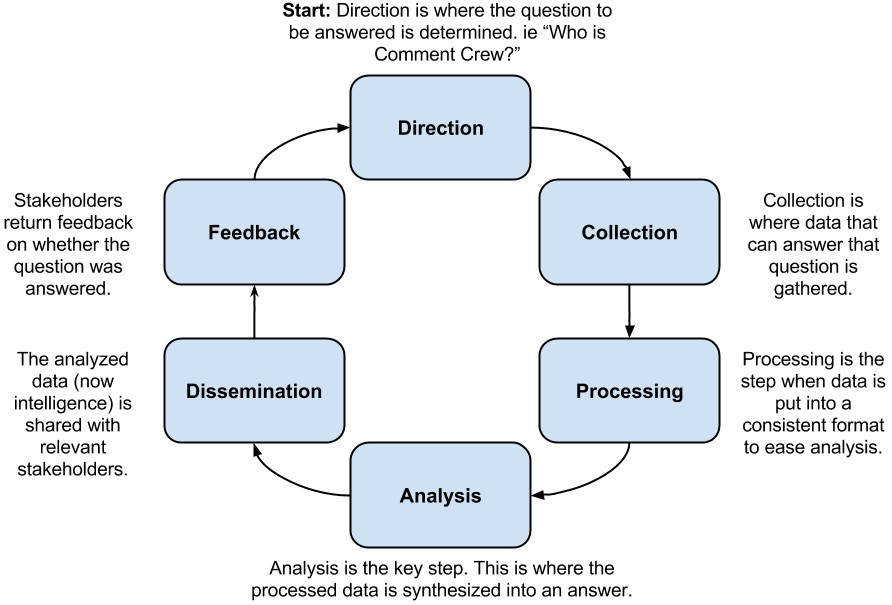 Start: Direction is where the question to
be answered is determined. ie “Who is
Comment Crew?”
Direction
Collection
Collection is
where data that
can answer that
question is
gathered.
Processing
Processing is the
step when data is
put into a
consistent format
to ease analysis.
Analysis
Analysis is the key step. This is where the
processed data is synthesized into an answer.
Dissemination
The analyzed
data (now
intelligence) is
shared with
relevant
stakeholders.
Feedback
Stakeholders
return feedback
on whether the
question was
answered.